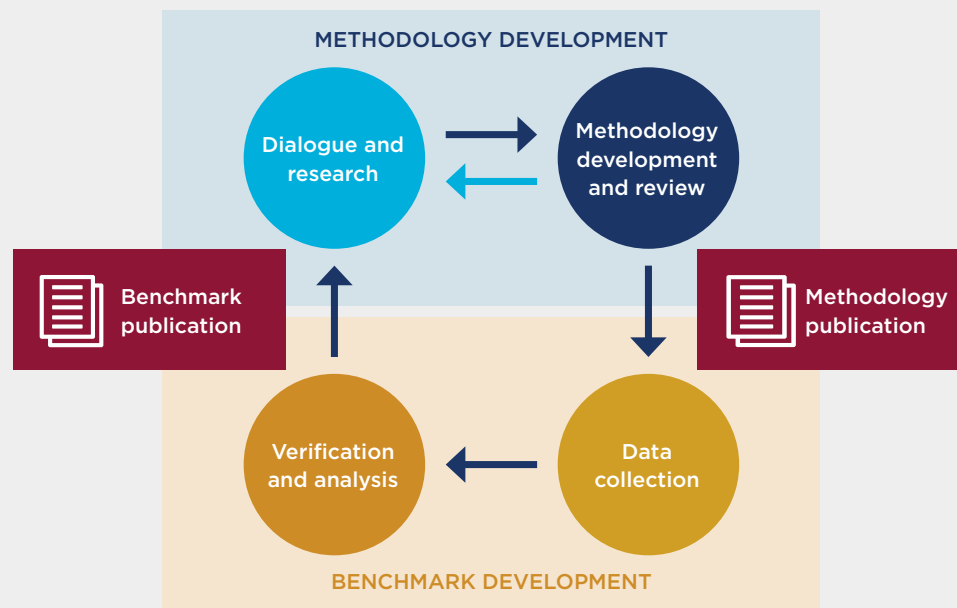 METHODOLOGY DEVELOPMENT
Dialogue and
research
Methodology
development
and review
Benchmark
publication
Methodology
publication
Verification
and analysis
Data
collection
BENCHMARK DEVELOPMENT